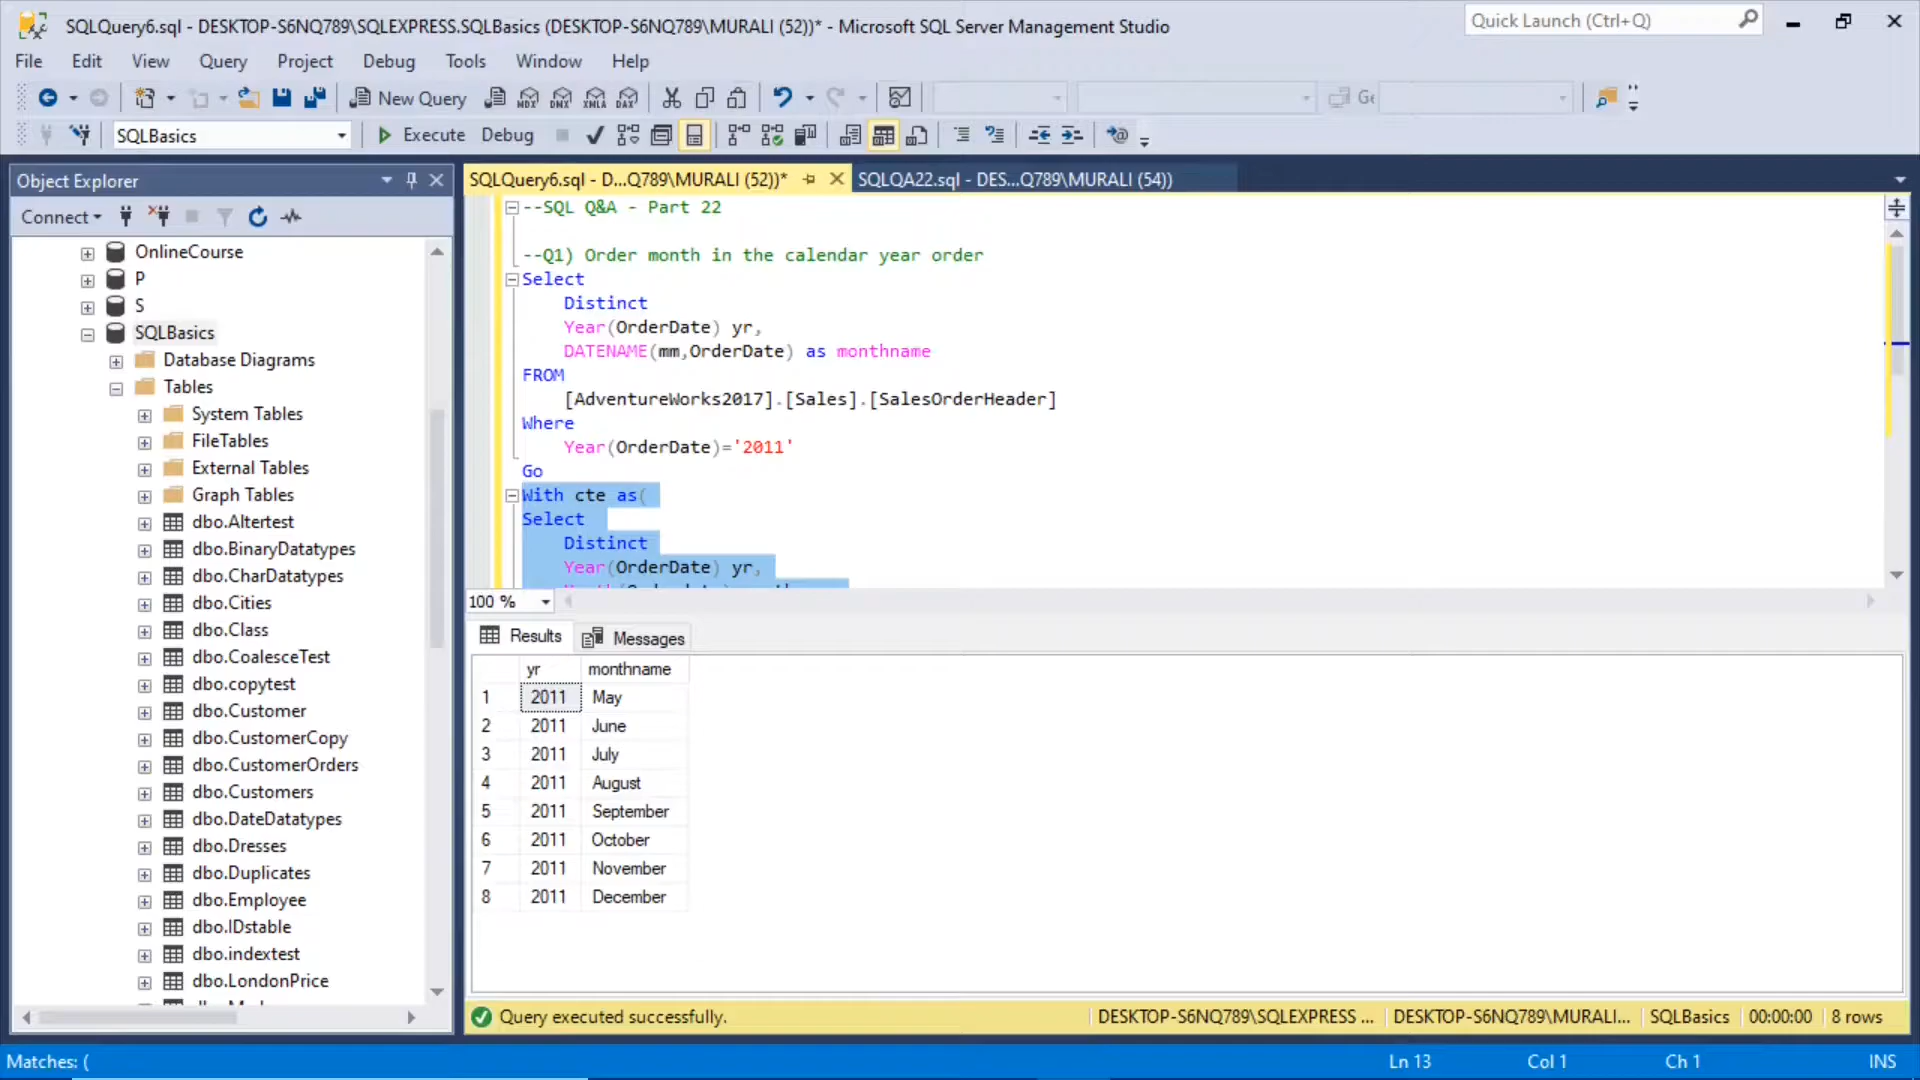 SQLQuery6.sql - DESKTOP-S6NQ789\SQLEXPRESS.SQLBasics (DESKTOP-S6NQ789\MURALI (52))* - Microsoft SQL Server Management Studio
Quick Launch (Ctrl+Q)
File Edit View Query Project Debug Tools Window Help
New Query
MDX DMX XMLA DAX
SQLBasics
Execute Debug
Object Explorer
Connect
OnlineCourse
P
S
SQLBasics
Database Diagrams
Tables
System Tables
FileTables
External Tables
Graph Tables
dbo.Altertest
dbo.BinaryDatatypes
dbo.CharDatatypes
dbo.Cities
dbo.Class
dbo.CoalesceTest
dbo.copytest
dbo.Customer
dbo.CustomerCopy
dbo.CustomerOrders
dbo.Customers
dbo.DateDatatypes
dbo.Dresses
dbo.Duplicates
dbo.Employee
dbo.IDstable
dbo.indextest
dbo.LondonPrice
SQLQuery6.sql - D...Q789\MURALI (52))*
SQLQA22.sql - DES...Q789\MURALI (54))
--SQL Q&A - Part 22
--Q1) Order month in the calendar year order
Select
Distinct
Year(OrderDate) yr,
DATENAME(mm,OrderDate) as monthname
FROM
[AdventureWorks2017].[Sales].[SalesOrderHeader]
Where
Year(OrderDate)='2011'
Go
With cte as(
Select
Distinct
Year(OrderDate) yr,
100 %
Results Messages
yr monthname
1 2011 May
2 2011 June
3 2011 July
4 2011 August
5 2011 September
6 2011 October
7 2011 November
8 2011 December
Query executed successfully.
DESKTOP-S6NQ789\SQLEXPRESS ... DESKTOP-S6NQ789\MURALI... SQLBasics 00:00:00 8 rows
Matches: (
Ln 13 Col 1 Ch 1 INS